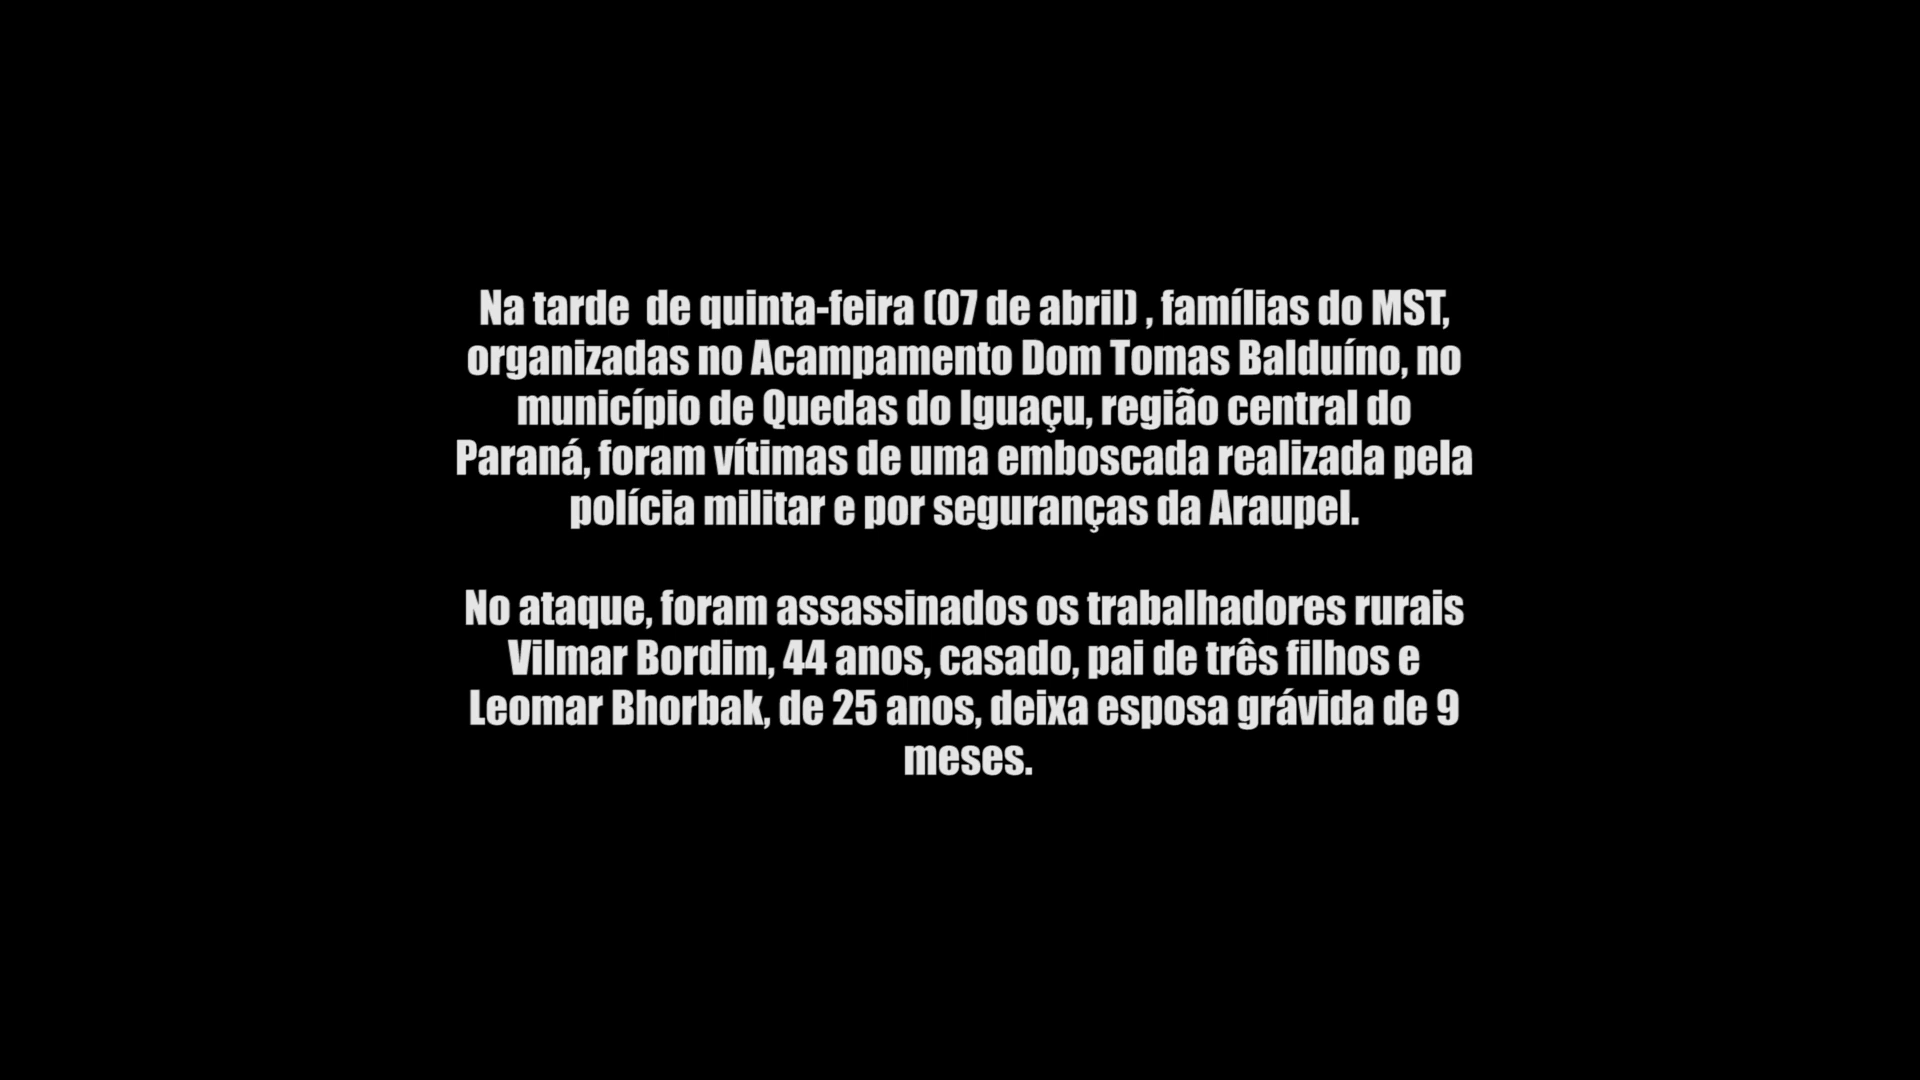 Na tarde  de quinta-feira (07 de abril) , famílias do MST,
organizadas no Acampamento Dom Tomas Balduíno, no
município de Quedas do Iguaçu, região central do
Paraná, foram vítimas de uma emboscada realizada pela
polícia militar e por seguranças da Araupel.
No ataque, foram assassinados os trabalhadores rurais
Vilmar Bordim, 44 anos, casado, pai de três filhos e
Leomar Bhorbak, de 25 anos, deixa esposa grávida de 9
meses.